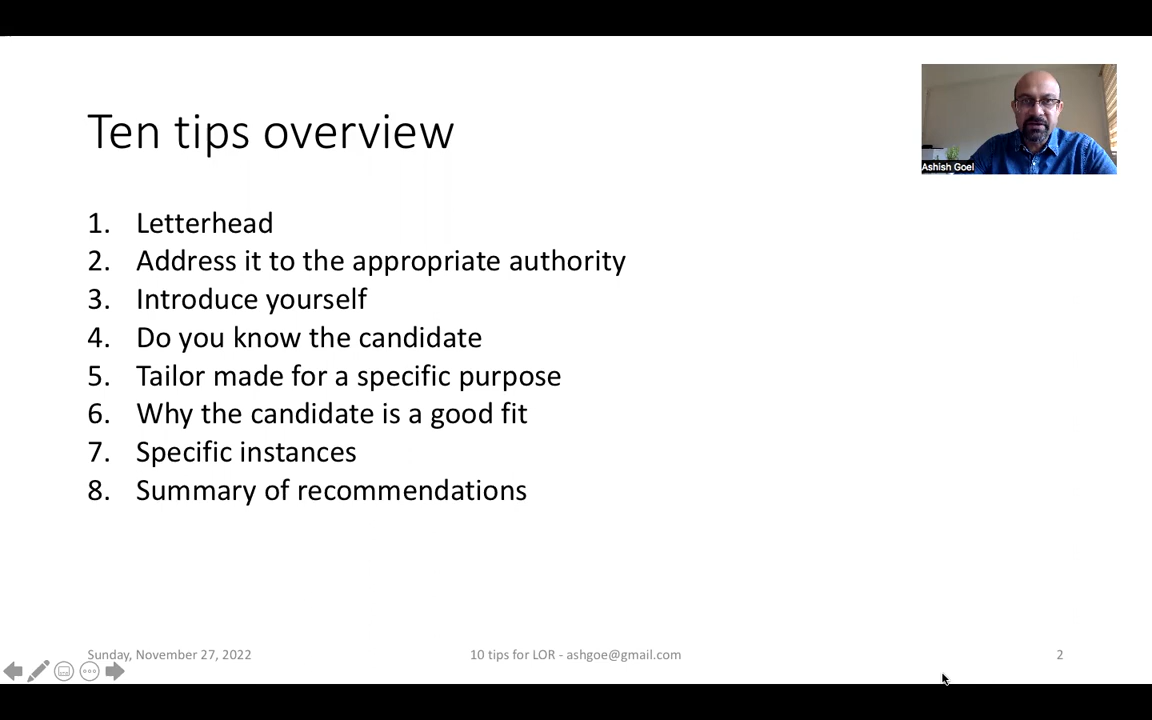 Ten tips overview
Ashish Goel
1. Letterhead
2. Address it to the appropriate authority
3. Introduce yourself
4. Do you know the candidate
5. Tailor made for a specific purpose
6. Why the candidate is a good fit
7. Specific instances
8. Summary of recommendations
Sunday, November 27, 2022
10 tips for LOR - ashgoe@gmail.com
2